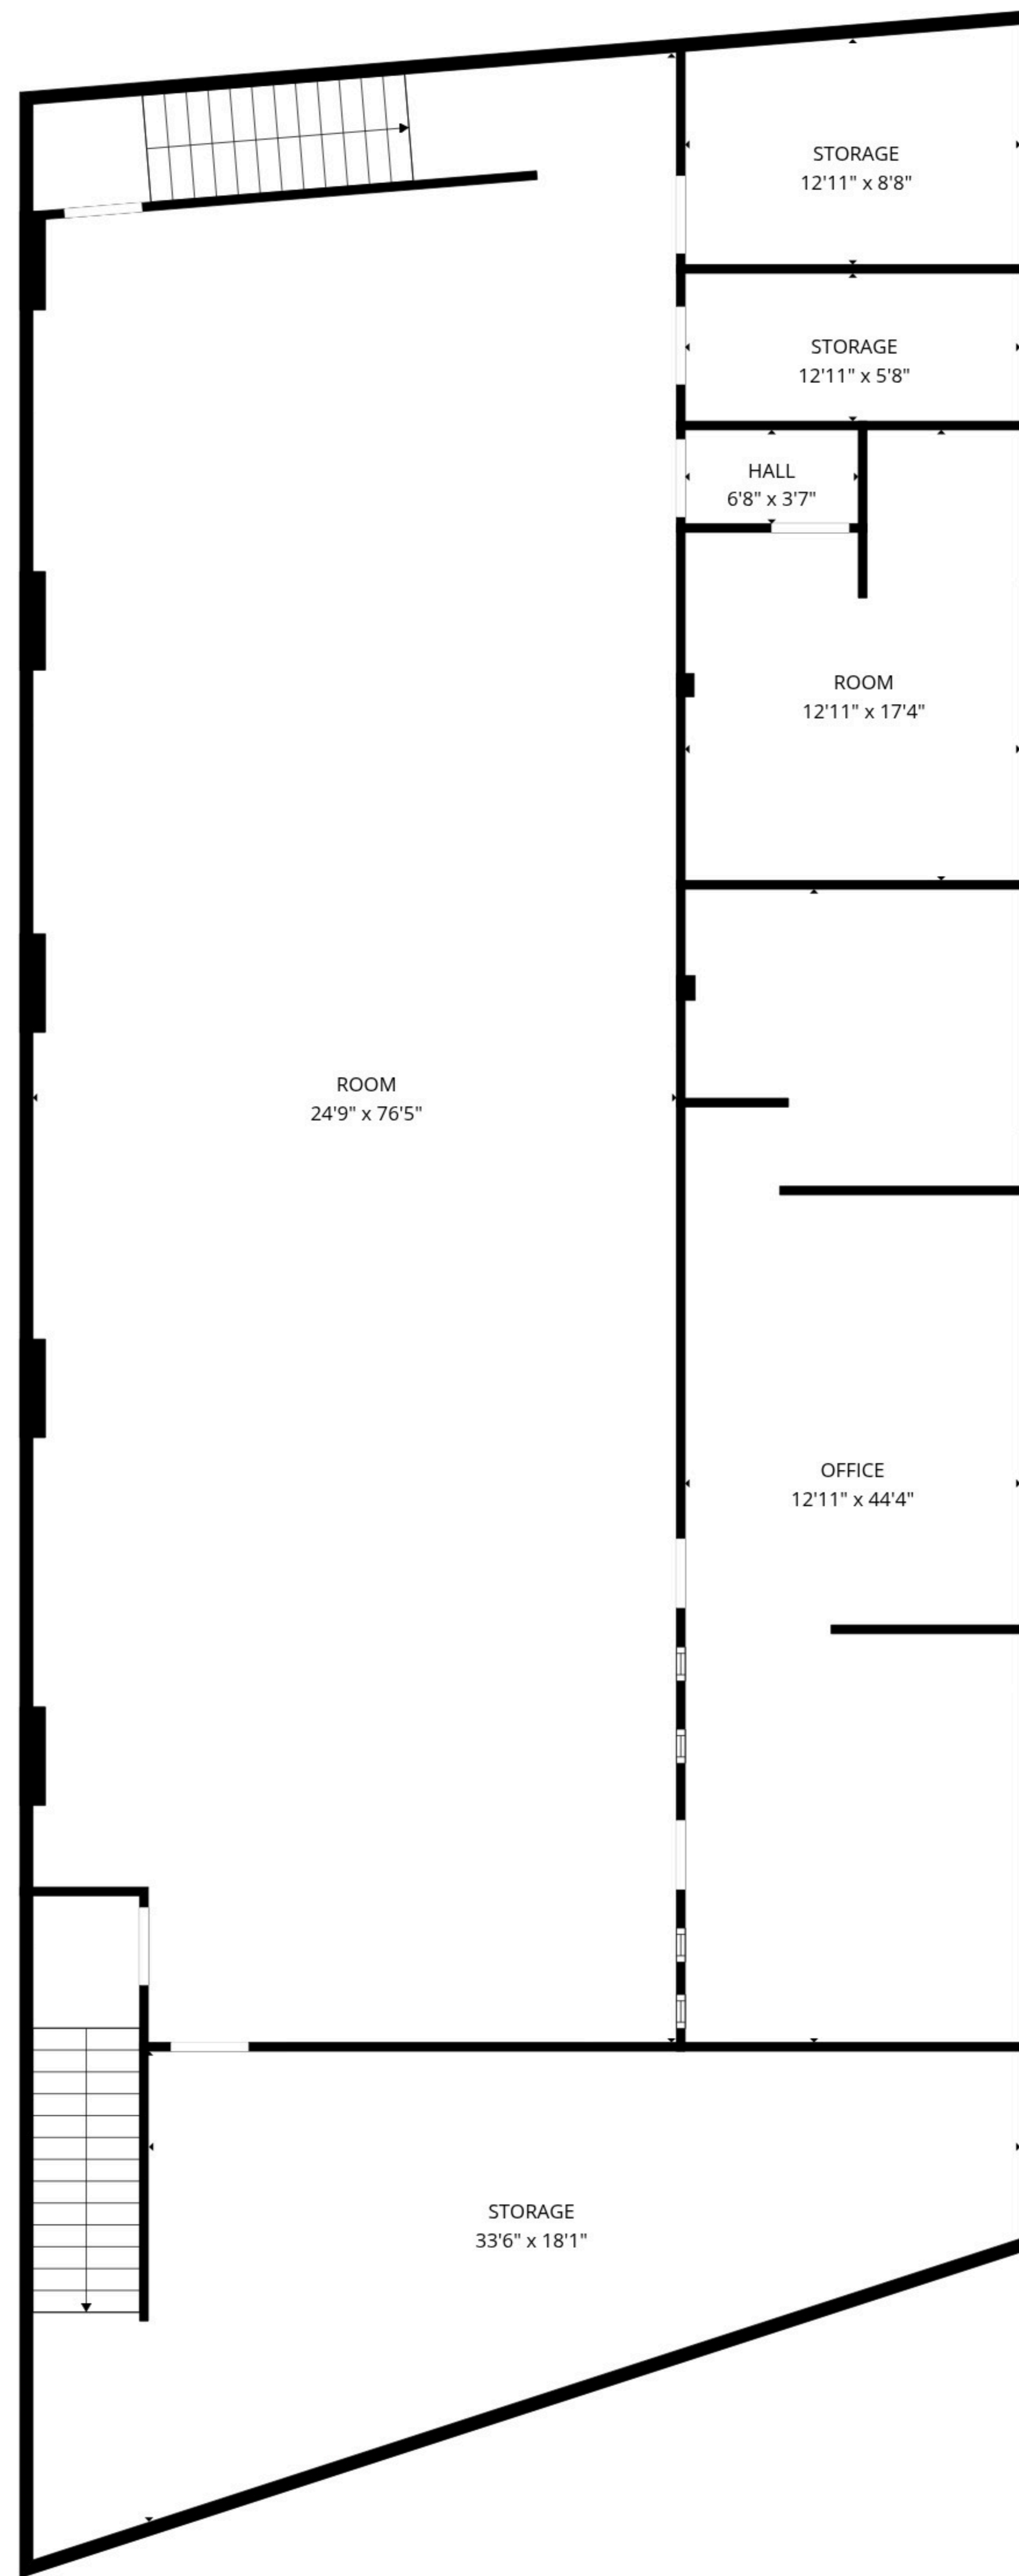 STORAGE
12'11" x 8'8"
STORAGE
12'11" x 5'8"
HALL
6'8" x 3'7"
ROOM
12'11" x 17'4"
ROOM
24'9" x 76'5"
OFFICE
12'11" x 44'4"
STORAGE
33'6" x 18'1"